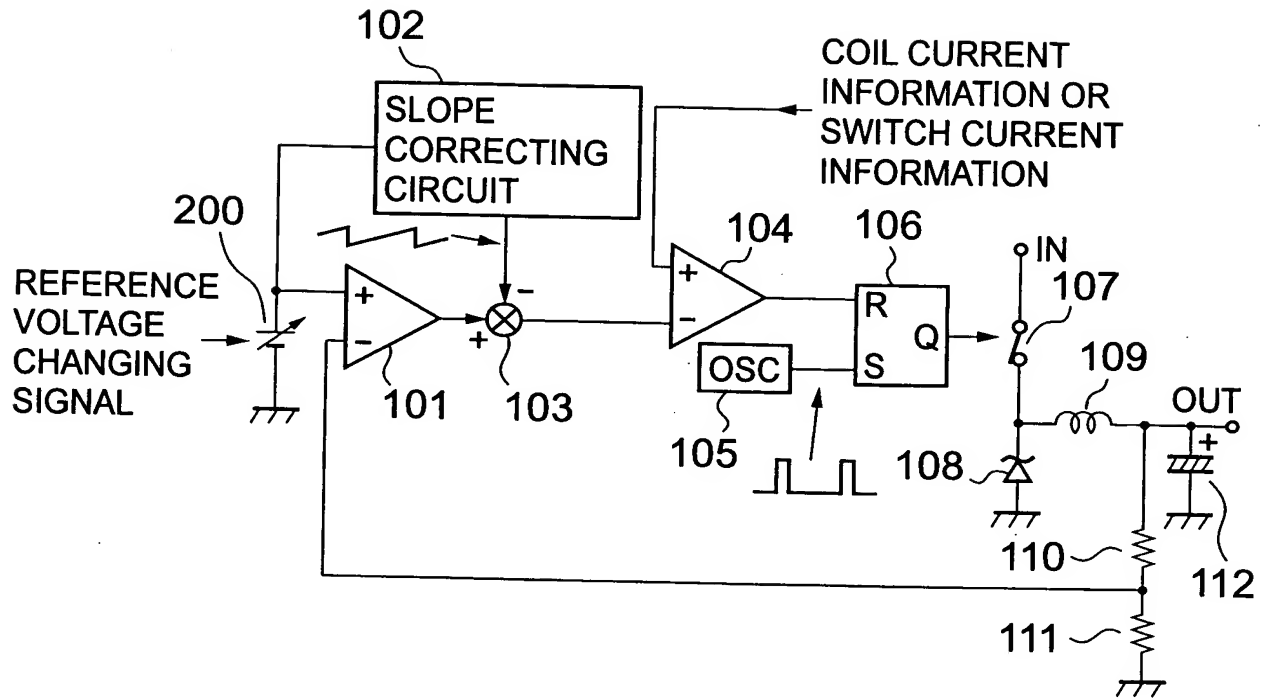 102
SLOPE
CORRECTING
CIRCUIT
COIL CURRENT
INFORMATION OR
SWITCH CURRENT
INFORMATION
200
REFERENCE
VOLTAGE
CHANGING
SIGNAL
+
-
101
-
+
103
+
-
104
106
R
S
Q
OSC
105
IN
107
109
OUT
+
108
110
112
111